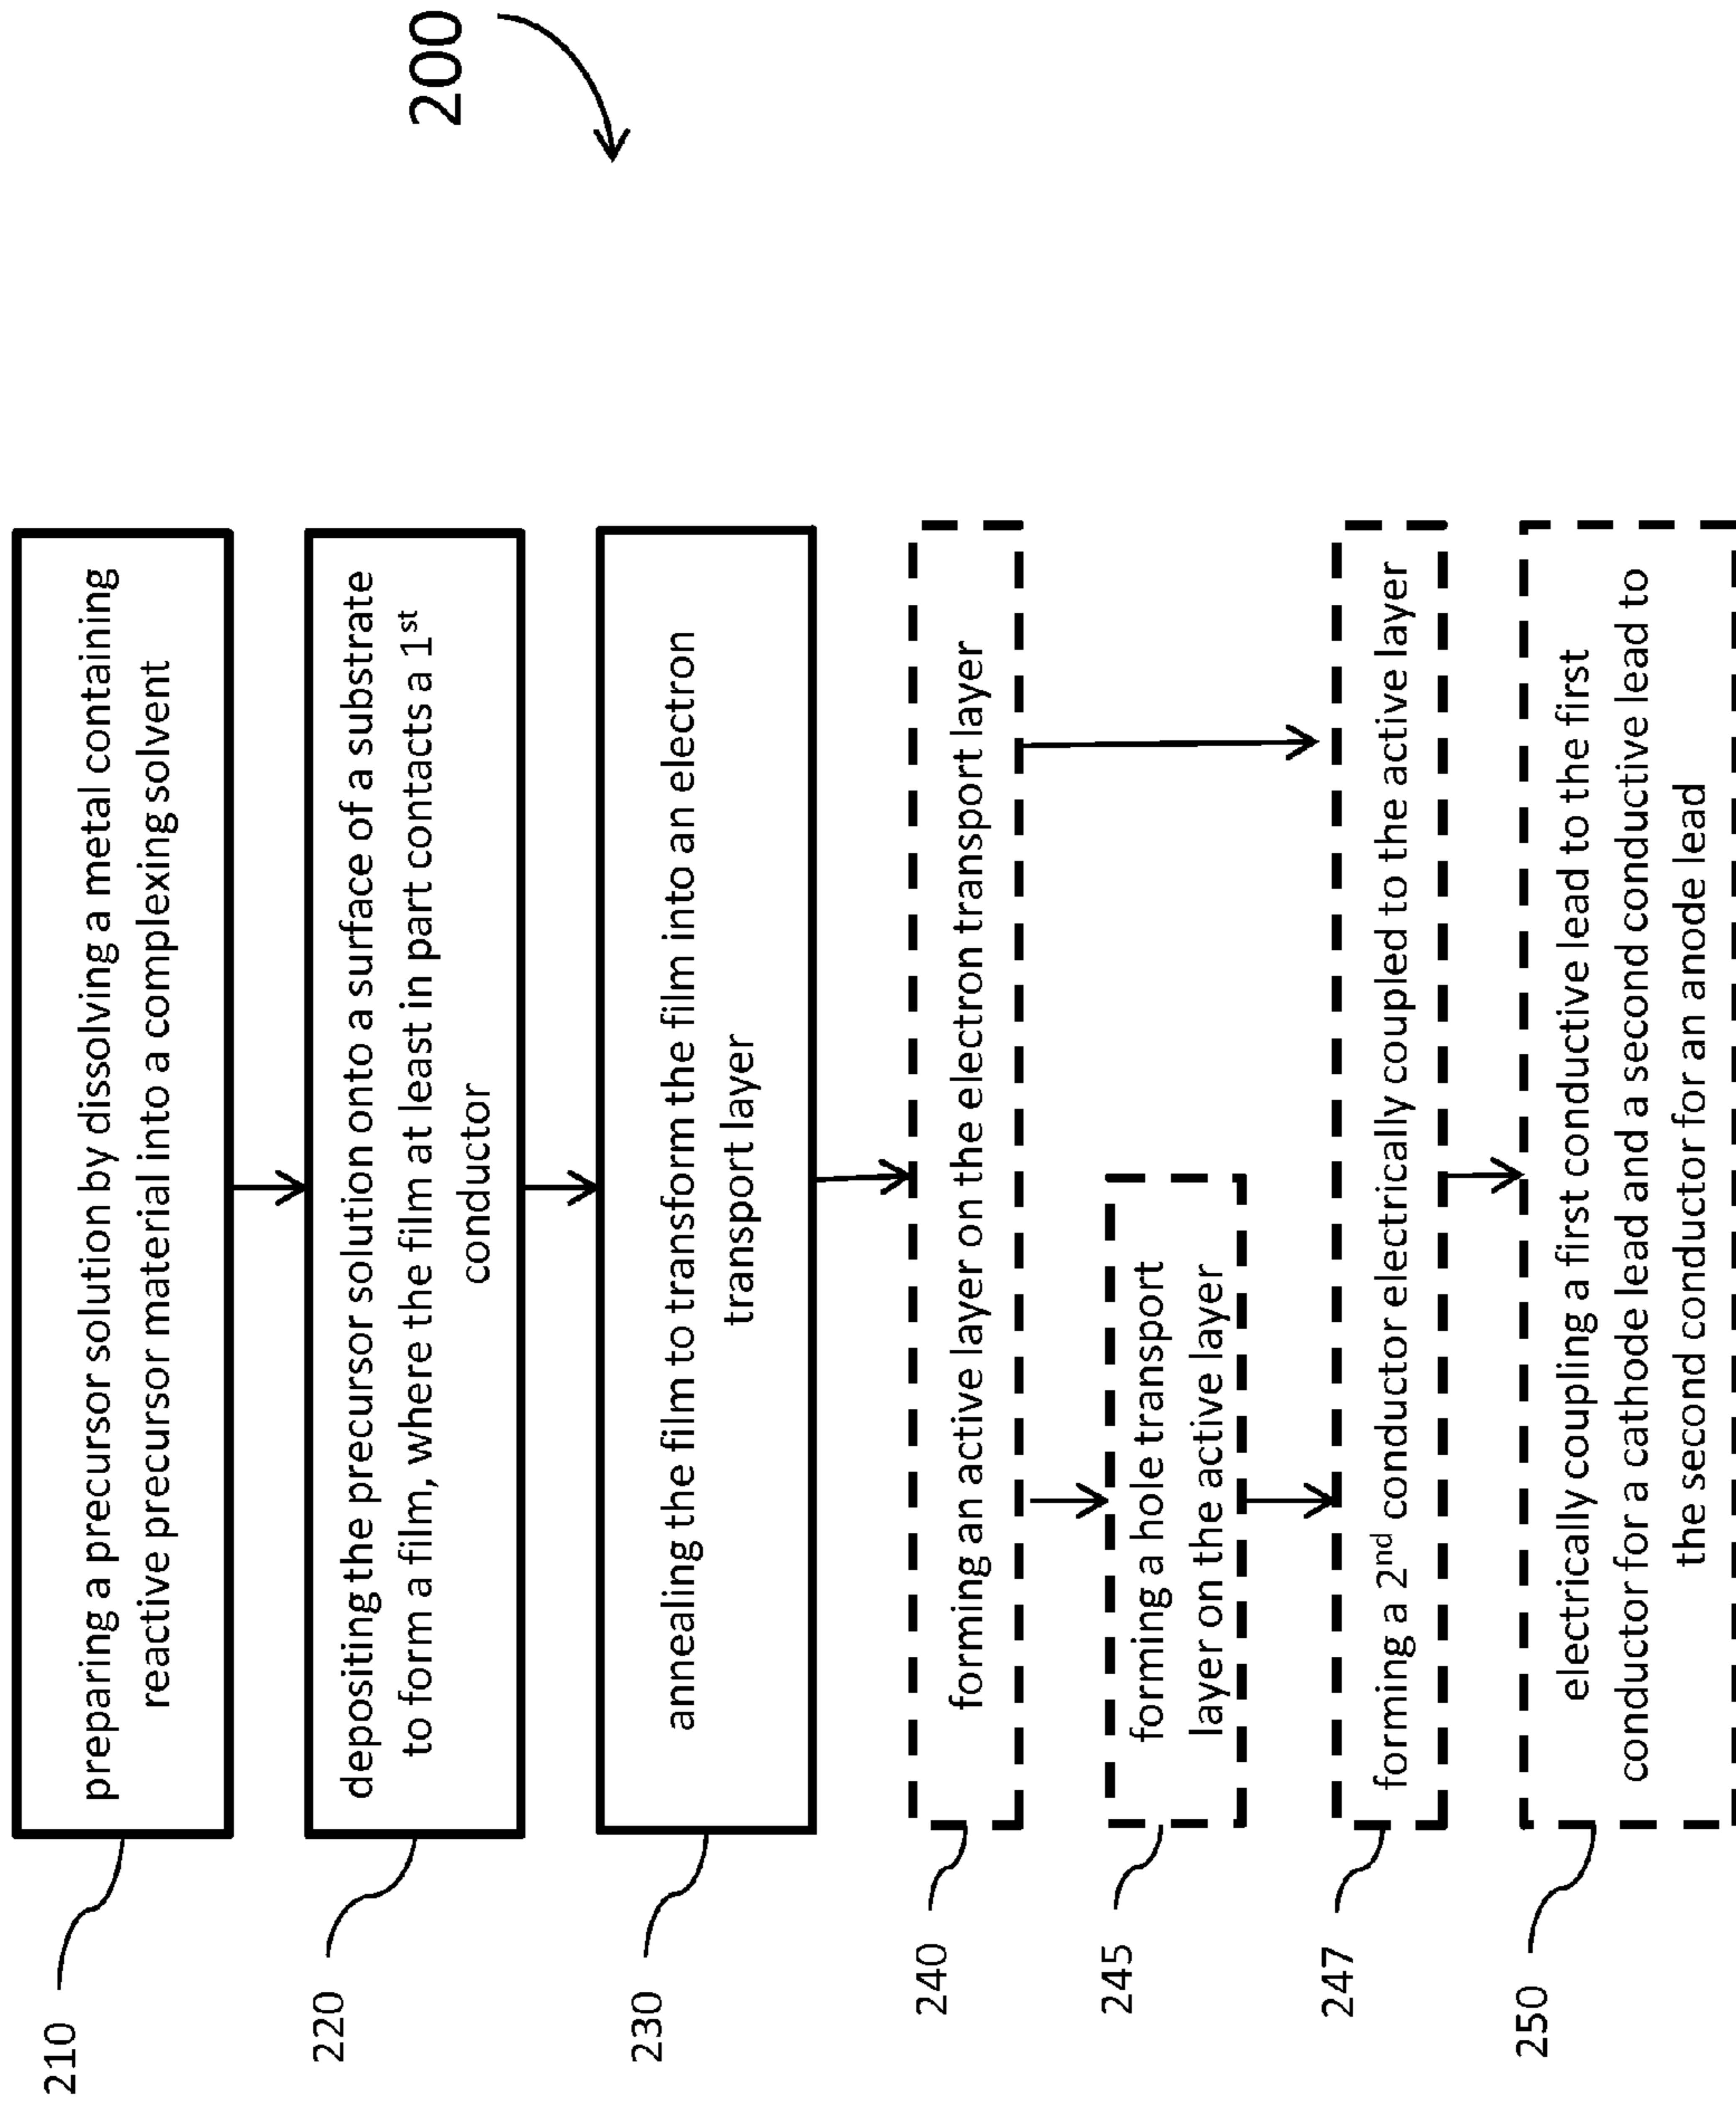 200
210
preparing a precursor solution by dissolving a metal containing
reactive precursor material into a complexing solvent
220
depositing the precursor solution onto a surface of a substrate
to form a film, where the film at least in part contacts a 1st
conductor
230
annealing the film to transform the film into an electron
transport layer
240
forming an active layer on the electron transport layer
245
forming a hole transport
layer on the active layer
247
forming a 2nd conductor electrically coupled to the active layer
250
electrically coupling a first conductive lead to the first
conductor for a cathode lead and a second conductive lead to
the second conductor for an anode lead